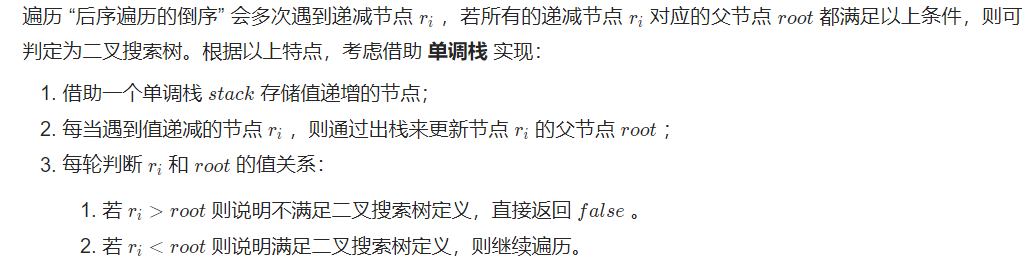 遍历 “后序遍历的倒序” 会多次遇到递减节点 rᵢ ，若所有的递减节点 rᵢ 对应的父节点 root 都满足以上条件，则可
判定为二叉搜索树。根据以上特点，考虑借助 单调栈 实现：
1. 借助一个单调栈 stack 存储值递增的节点；
2. 每当遇到值递减的节点 rᵢ ，则通过出栈来更新节点 rᵢ 的父节点 root ；
3. 每轮判断 rᵢ 和 root 的值关系：
1. 若 rᵢ > root 则说明不满足二叉搜索树定义，直接返回 false 。
2. 若 rᵢ < root 则说明满足二叉搜索树定义，则继续遍历。